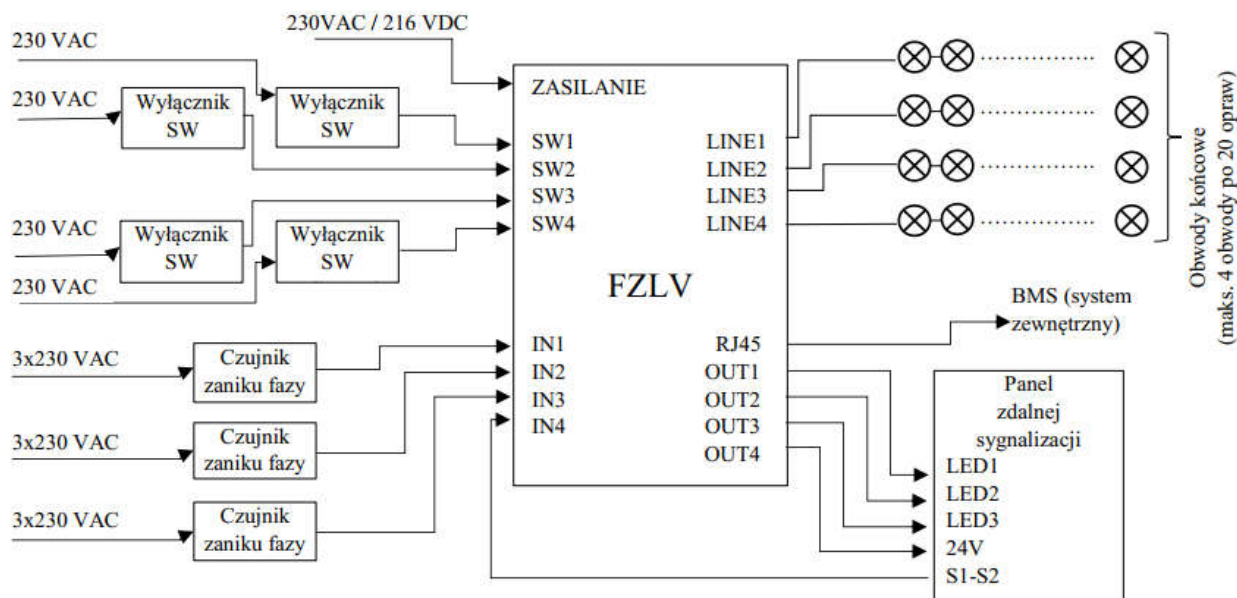 230VAC / 216 VDC
230 VAC
230 VAC
Wyłącznik
SW
Wyłącznik
SW
230 VAC
Wyłącznik
SW
Wyłącznik
SW
230 VAC
3x230 VAC
Czujnik
zaniku fazy
3x230 VAC
Czujnik
zaniku fazy
3x230 VAC
Czujnik
zaniku fazy
ZASILANIE
SW1
SW2
SW3
SW4
LINE1
LINE2
LINE3
LINE4
FZLV
IN1
IN2
IN3
IN4
RJ45
OUT1
OUT2
OUT3
OUT4
Obwody końcowe
(maks. 4 obwody po 20 opraw)
BMS (system
zewnętrzny)
Panel
zdalnej
sygnalizacji
LED1
LED2
LED3
24V
S1-S2